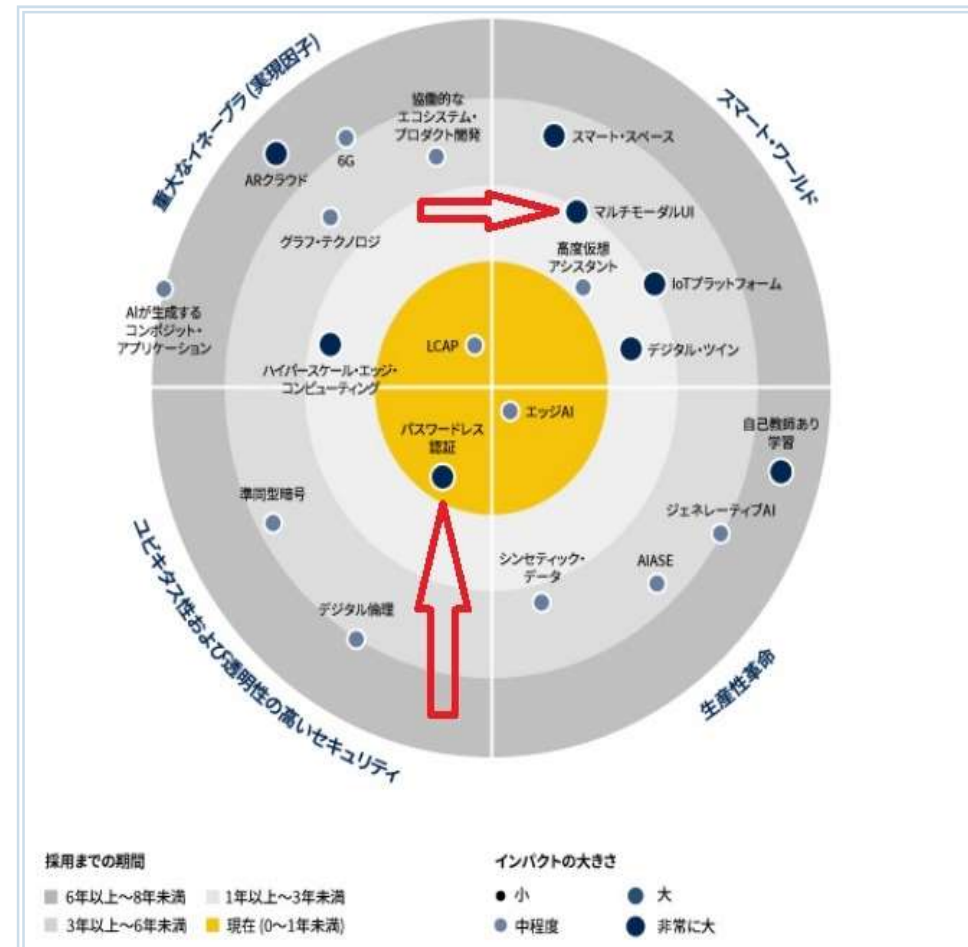 重大なイネーブラ (実現因子)
スマート・ワールド
協働的な
エコシステム・
プロダクト開発
6G
ARクラウド
スマート・スペース
グラフ・テクノロジ
マルチモーダルUI
高度仮想
アシスタント
IoTプラットフォーム
AIが生成する
コンポジット・
アプリケーション
LCAP
デジタル・ツイン
ハイパースケール・エッジ・
コンピューティング
エッジAI
パスワードレス
認証
自己教師あり
学習
準同型暗号
ジェネレーティブAI
シンセティック・
データ
AIASE
デジタル倫理
ユビキタス性および透明性の高いセキュリティ
生産性革命
採用までの期間
6年以上～8年未満
1年以上～3年未満
3年以上～6年未満
現在 (0～1年未満)
インパクトの大きさ
小
大
中程度
非常に大